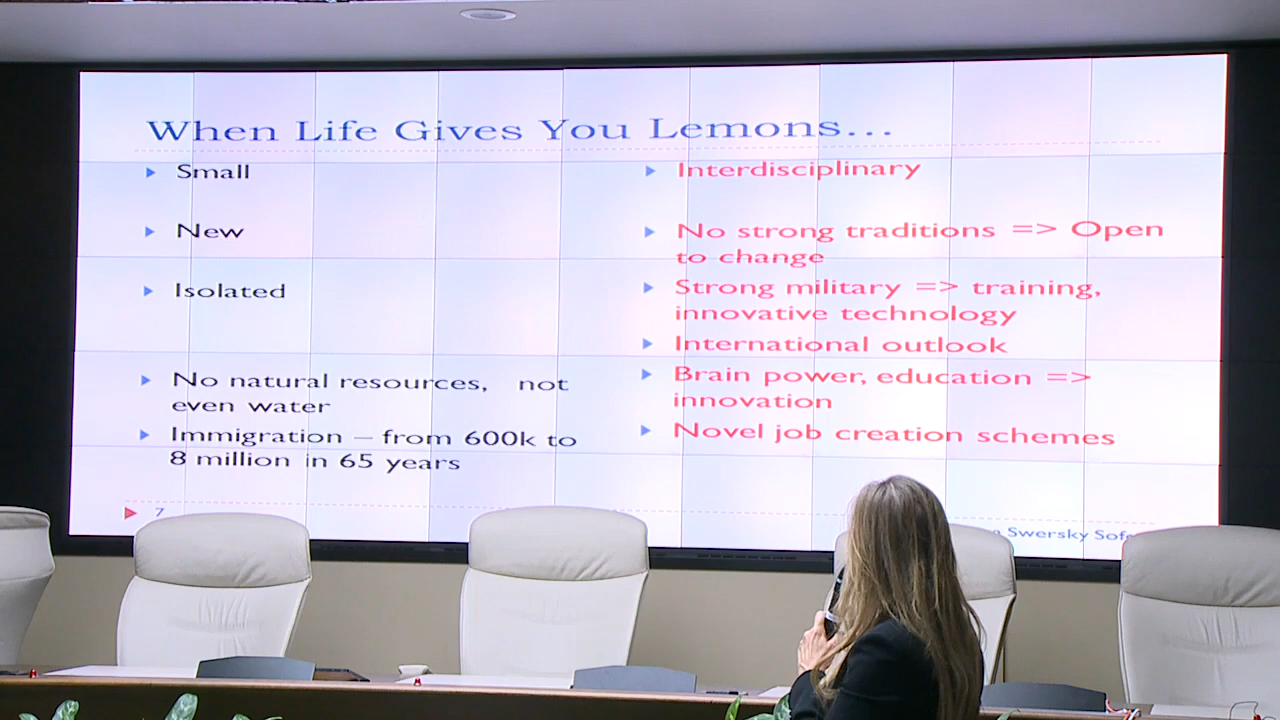 When Life Gives You Lemons...
Small
New
Isolated
No natural resources, not
even water
Immigration – from 600k to
8 million in 65 years
Interdisciplinary
No strong traditions => Open
to change
Strong military => training,
innovative technology
International outlook
Brain power, education =>
innovation
Novel job creation schemes
7
Swersky